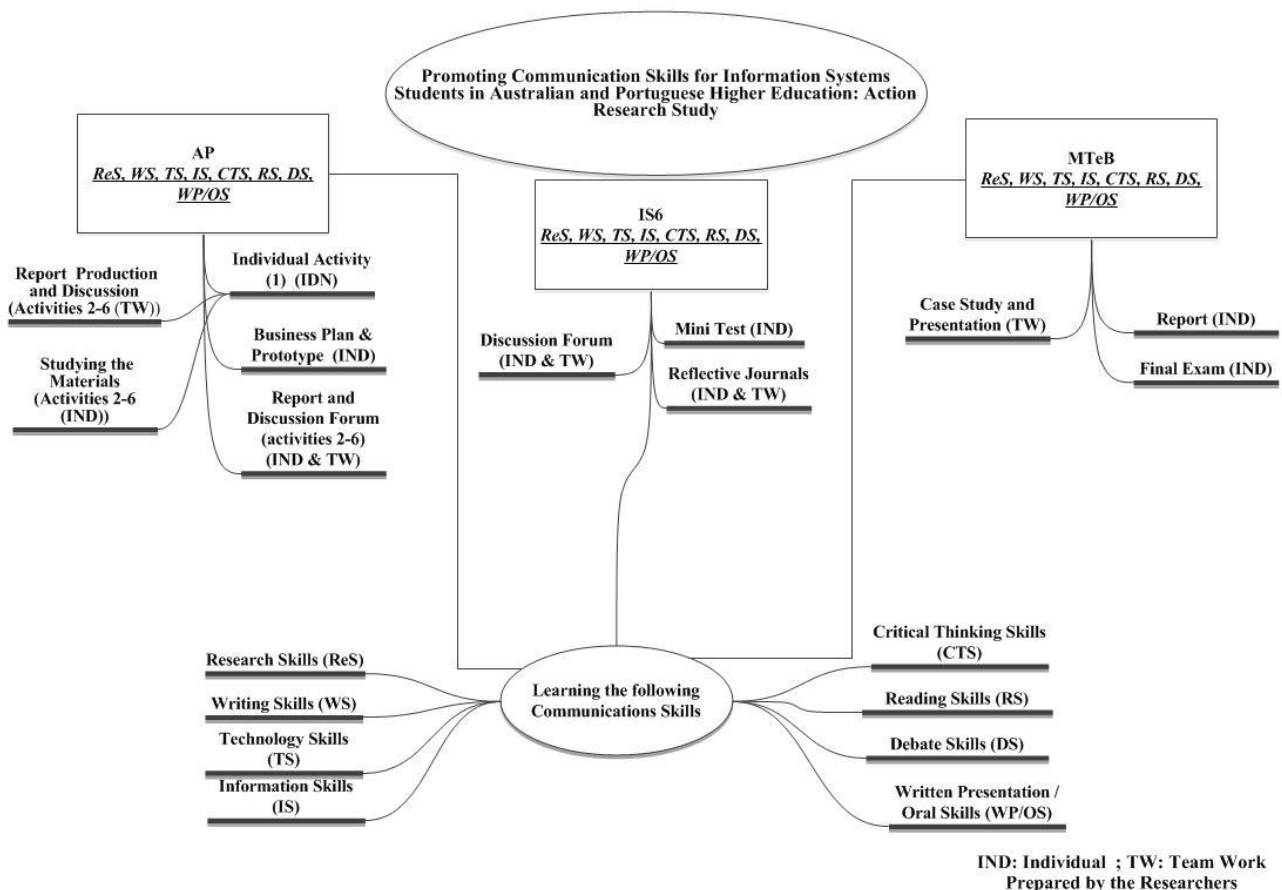 Promoting Communication Skills for Information Systems
Students in Australian and Portuguese Higher Education: Action
Research Study
AP
ReS, WS, TS, IS, CTS, RS, DS,
WP/OS
IS6
ReS, WS, TS, IS, CTS, RS, DS,
WP/OS
MTeB
ReS, WS, TS, IS, CTS, RS, DS,
WP/OS
Report Production
and Discussion
(Activities 2-6 (TW))
Studying the
Materials
(Activities 2-6
(IND))
Individual Activity
(1) (IDN)
Business Plan &
Prototype (IND)
Report and
Discussion Forum
(activities 2-6)
(IND & TW)
Discussion Forum
(IND & TW)
Mini Test (IND)
Reflective Journals
(IND & TW)
Case Study and
Presentation (TW)
Report (IND)
Final Exam (IND)
Learning the following
Communications Skills
Research Skills (ReS)
Writing Skills (WS)
Technology Skills
(TS)
Information Skills
(IS)
Critical Thinking Skills
(CTS)
Reading Skills (RS)
Debate Skills (DS)
Written Presentation /
Oral Skills (WP/OS)
IND: Individual ; TW: Team Work
Prepared by the Researchers